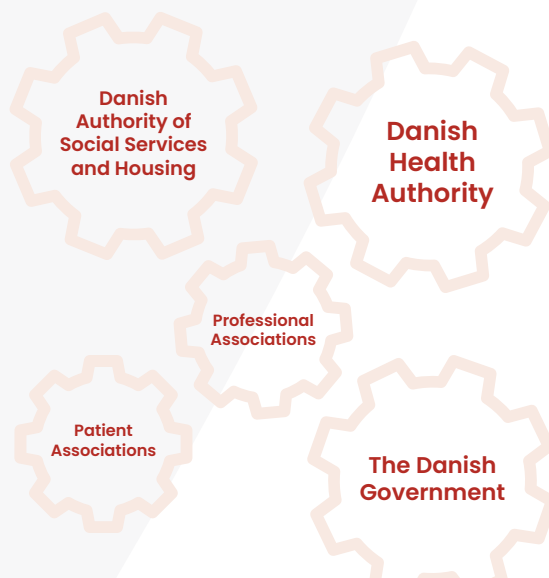 Danish
Authority of
Social Services
and Housing
Danish
Health
Authority
Professional
Associations
Patient
Associations
The Danish
Government